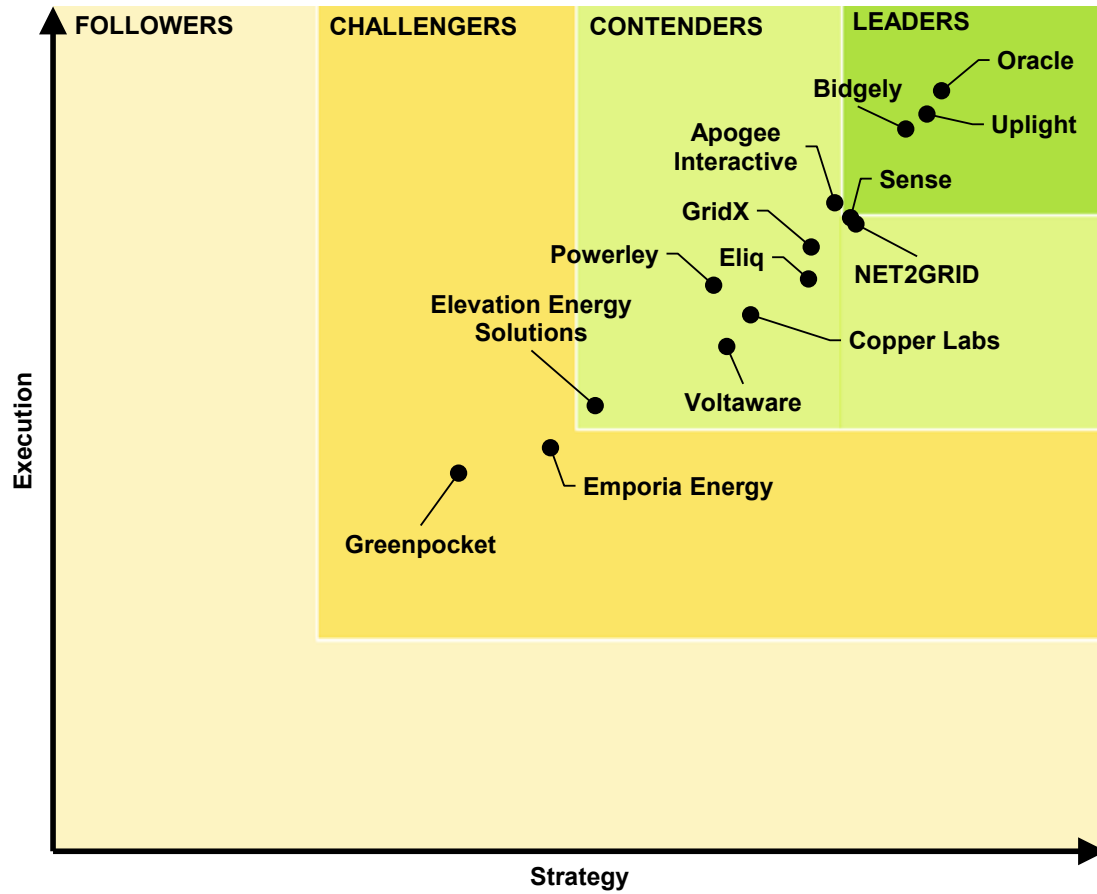 FOLLOWERS
CHALLENGERS
CONTENDERS
LEADERS
Oracle
Bidgely
Uplight
Apogee
Interactive
Sense
GridX
Powerley
Eliq
NET2GRID
Elevation Energy
Solutions
Copper Labs
Voltaware
Emporia Energy
Greenpocket
Execution
Strategy